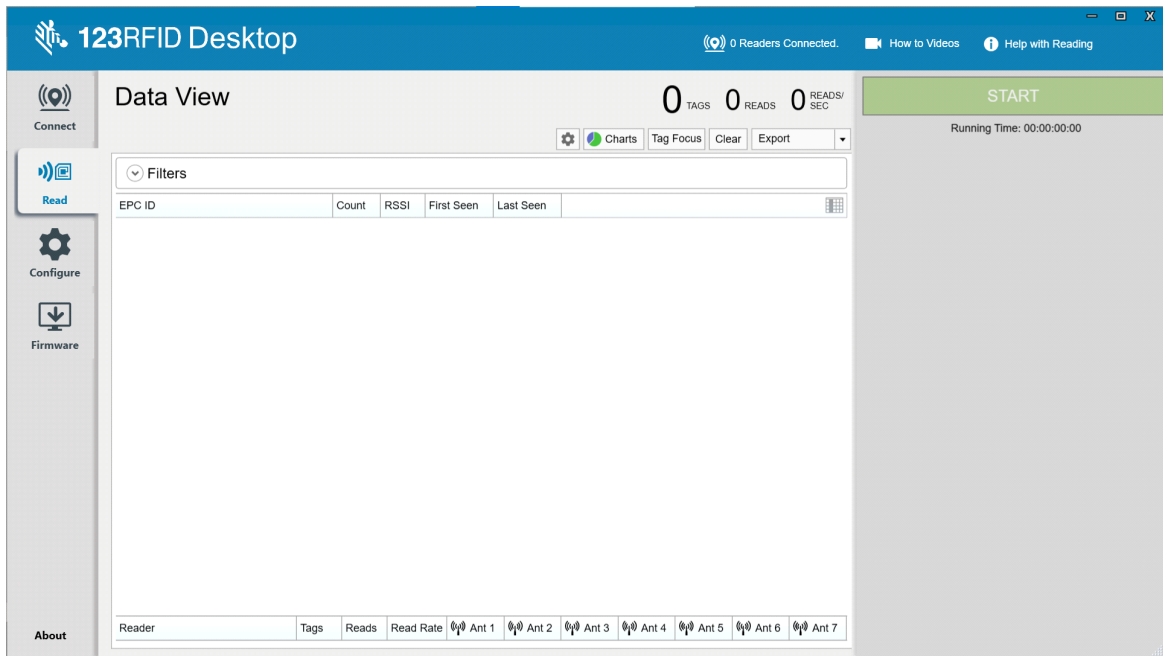 123RFID Desktop
0 Readers Connected. How to Videos Help with Reading
X
Connect
Read
Configure
Firmware
About
Data View
0 TAGS 0 READS 0 READS/
SEC
Charts Tag Focus Clear Export
Filters
EPC ID Count RSSI First Seen Last Seen
Reader Tags Reads Read Rate Ant 1 Ant 2 Ant 3 Ant 4 Ant 5 Ant 6 Ant 7
START
Running Time: 00:00:00:00